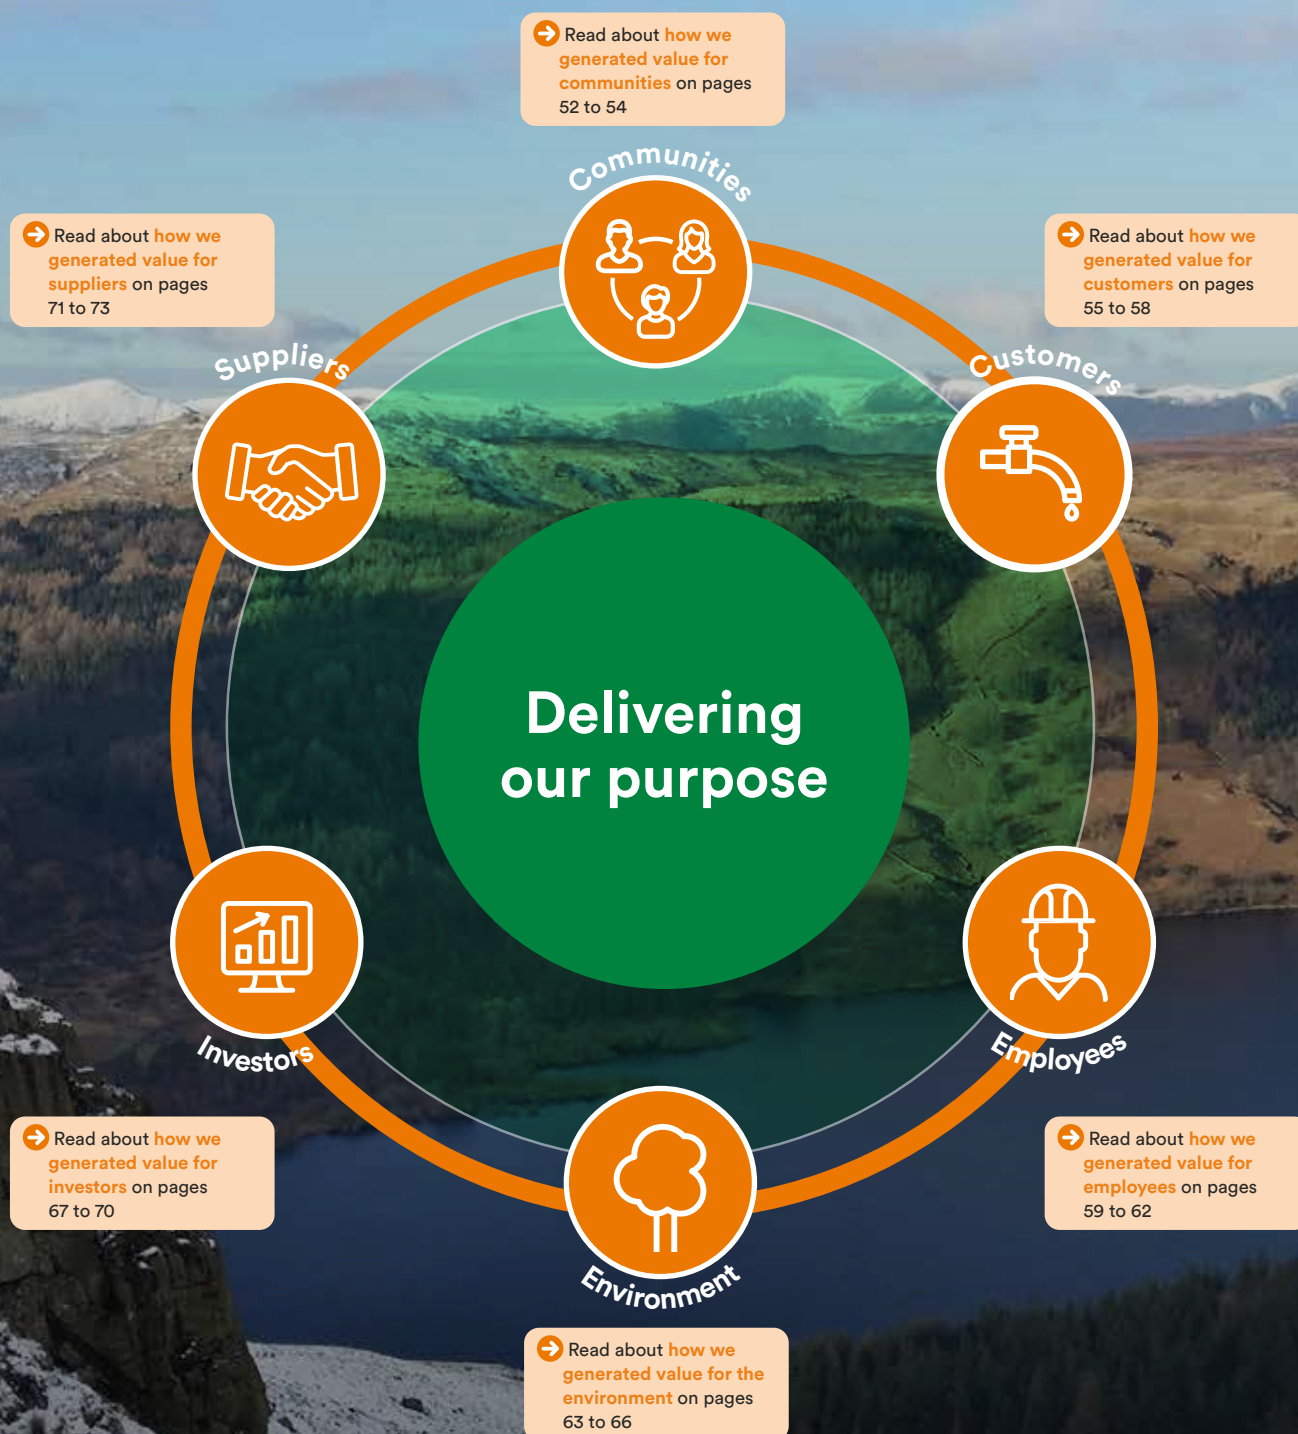 Read about how we
generated value for
communities on pages
52 to 54
Communities
Read about how we
generated value for
suppliers on pages
71 to 73
Read about how we
generated value for
customers on pages
55 to 58
Suppliers
Customers
Delivering
our purpose
Investors
Employees
Read about how we
generated value for
investors on pages
67 to 70
Read about how we
generated value for
employees on pages
59 to 62
Environment
Read about how we
generated value for the
environment on pages
63 to 66